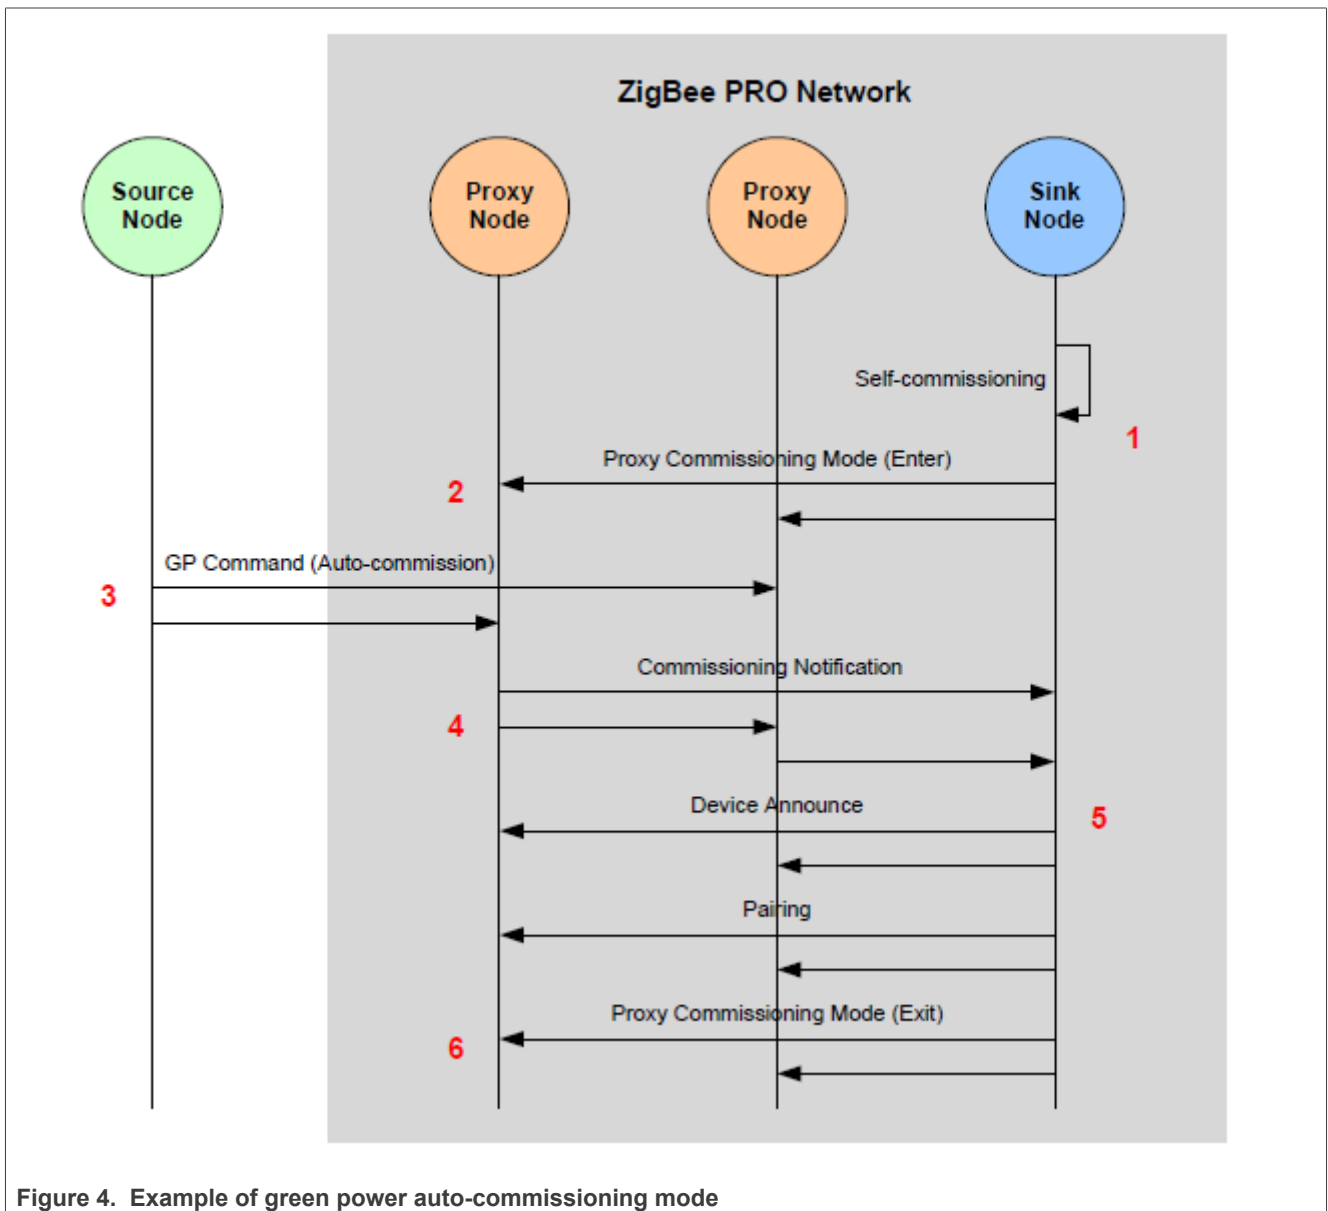 ZigBee PRO Network
Source
Node
Proxy
Node
Proxy
Node
Sink
Node
Self-commissioning
1
Proxy Commissioning Mode (Enter)
2
GP Command (Auto-commission)
3
Commissioning Notification
4
Device Announce
5
Pairing
Proxy Commissioning Mode (Exit)
6
Figure 4. Example of green power auto-commissioning mode